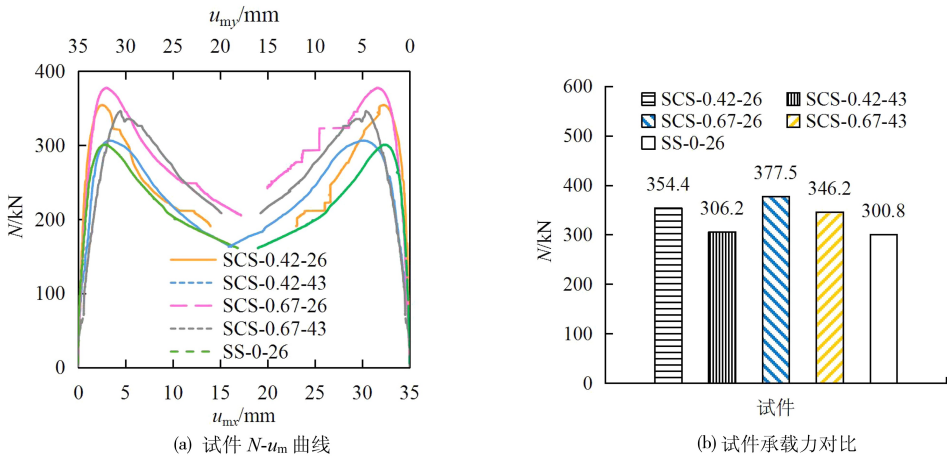 u_my/mm
35 30 25 20 15 10 5 0
400
300
200
100
0
N/kN
SCS-0.42-26
SCS-0.42-43
SCS-0.67-26
SCS-0.67-43
SS-0-26
0 5 10 15 20 25 30 35
u_mx/mm
(a) 试件 N-u_m 曲线
600
500
400
300
200
100
0
N/kN
SCS-0.42-26 SCS-0.42-43
SCS-0.67-26 SCS-0.67-43
SS-0-26
354.4 306.2 377.5 346.2 300.8
试件
(b) 试件承载力对比